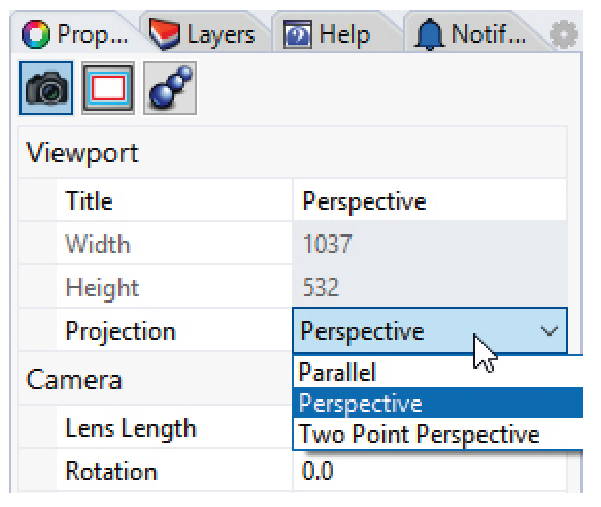 Prop... Layers Help Notif...
Viewport
Title Perspective
Width 1037
Height 532
Projection Perspective
Camera Parallel
Perspective
Lens Length Two Point Perspective
Rotation 0.0